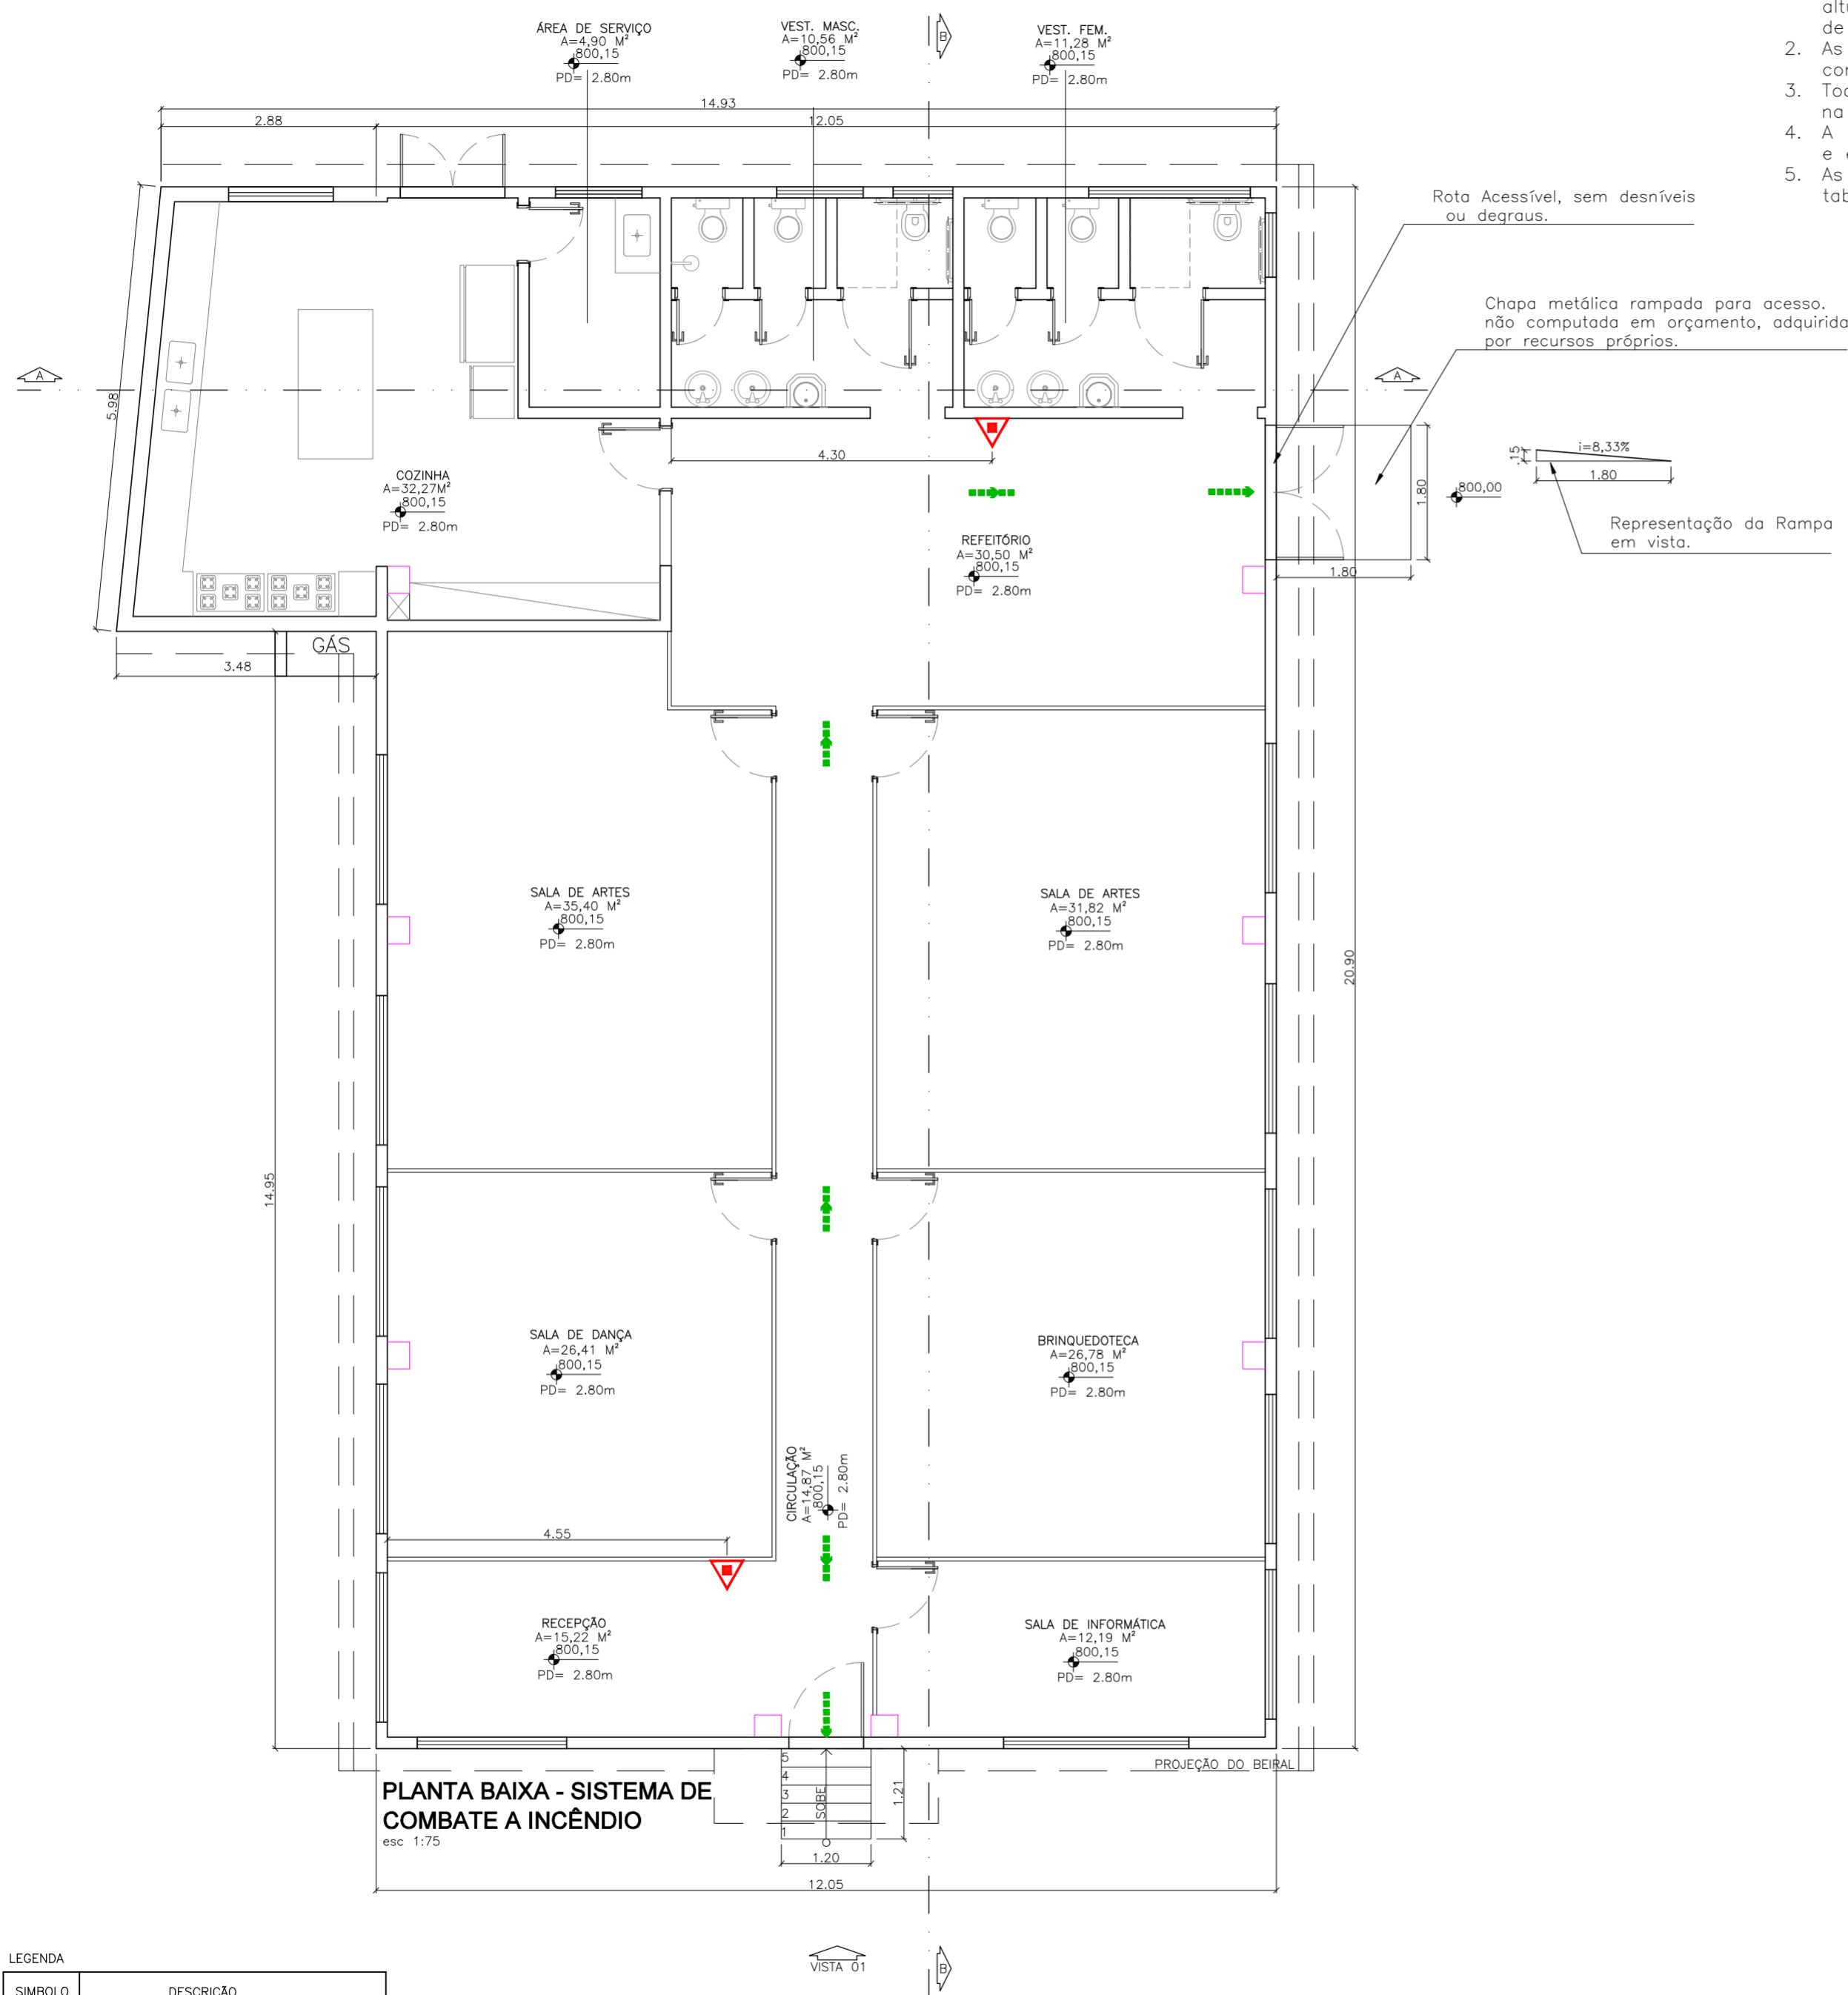 ÁREA DE SERVIÇO
A=4,90 M²
800,15
PD= 2.80m
VEST. MASC.
A=10,56 M²
800,15
PD= 2.80m
B
VEST. FEM.
A=11,28 M²
800,15
PD= 2.80m
de
2. As
3. Tod
na
4. A
e
5. As
14.93
2.88
12.05
Rota Acessível, sem desníveis
ou degraus.
Chapa metálica rampada para acesso.
não computada em orçamento, adquirida
por recursos próprios.
A
A
5.98
4.30
COZINHA
A=32,27M²
800,15
PD= 2.80m
REFEITÓRIO
A=30,50 M²
800,15
PD= 2.80m
1.80
1.80
800,00
.15
i=8,33%
1.80
Representação da Rampa
em vista.
GÁS
3.48
SALA DE ARTES
A=35,40 M²
800,15
PD= 2.80m
SALA DE ARTES
A=31,82 M²
800,15
PD= 2.80m
20.90
14.95
SALA DE DANÇA
A=26,41 M²
800,15
PD= 2.80m
BRINQUEDOTECA
A=26,78 M²
800,15
PD= 2.80m
CIRCULAÇÃO
A=14,87 M²
800,15
PD= 2.80m
4.55
RECEPÇÃO
A=15,22 M²
800,15
PD= 2.80m
SALA DE INFORMÁTICA
A=12,19 M²
800,15
PD= 2.80m
PROJEÇÃO DO BEIRAL
5
4
3
2
1
SOBE
1.21
1.20
12.05
PLANTA BAIXA - SISTEMA DE
COMBATE A INCÊNDIO
esc 1:75
VISTA 01
B
LEGENDA
SIMBOLO DESCRIÇÃO